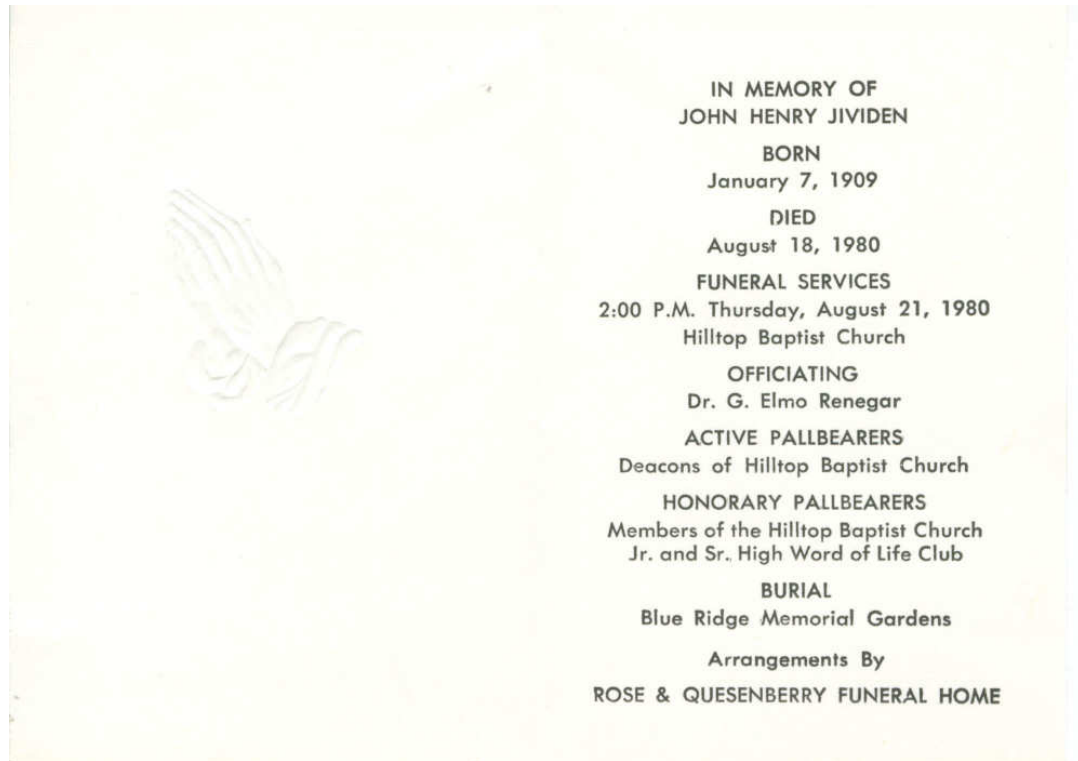 IN MEMORY OF
JOHN HENRY JIVIDEN
BORN
January 7, 1909
DIED
August 18, 1980
FUNERAL SERVICES
2:00 P.M. Thursday, August 21, 1980
Hilltop Baptist Church
OFFICIATING
Dr. G. Elmo Renegar
ACTIVE PALLBEARERS
Deacons of Hilltop Baptist Church
HONORARY PALLBEARERS
Members of the Hilltop Baptist Church
Jr. and Sr. High Word of Life Club
BURIAL
Blue Ridge Memorial Gardens
Arrangements By
ROSE & QUESENBERRY FUNERAL HOME